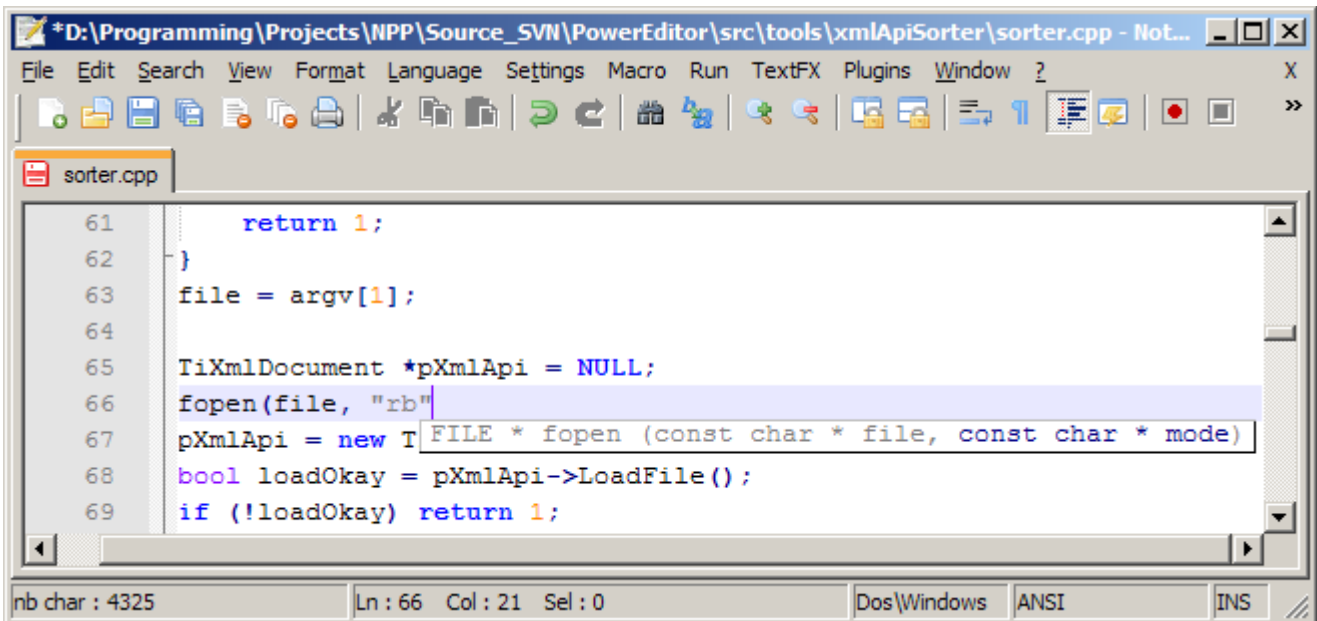 *D:\Programming\Projects\NPP\Source_SVN\PowerEditor\src\tools\xmlApiSorter\sorter.cpp - Not...
File Edit Search View Format Language Settings Macro Run TextFX Plugins Window ? X
sorter.cpp
61 return 1;
62 }
63 file = argv[1];
64
65 TiXmlDocument *pXmlApi = NULL;
66 fopen(file, "rb"
67 pXmlApi = new T FILE * fopen (const char * file, const char * mode)
68 bool loadOkay = pXmlApi->LoadFile();
69 if (!loadOkay) return 1;
nb char : 4325 Ln : 66 Col : 21 Sel : 0 Dos\Windows ANSI INS